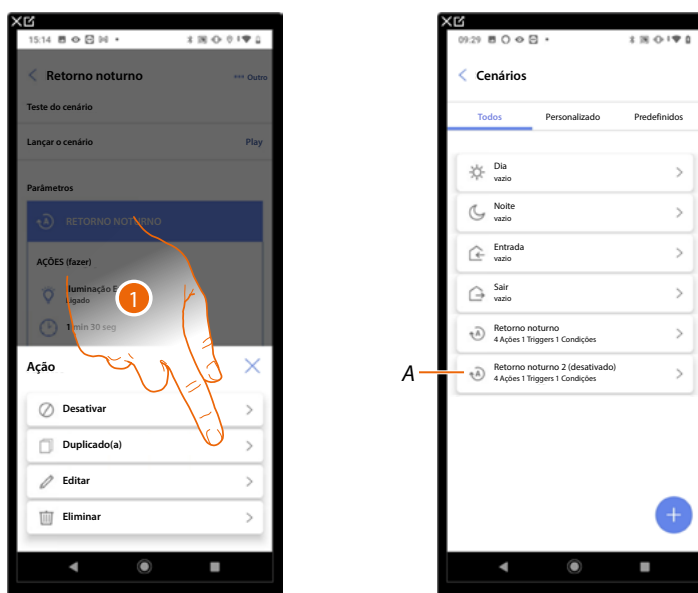 15:14
Retorno noturno
*** Outro
Teste do cenário
Lançar o cenário
Play
Parâmetros
RETORNO NOTURNO
AÇÕES (fazer)
Iluminação E
Ligado
1 min 30 seg
1
Ação
Desativar
Duplicado(a)
Editar
Eliminar
09:29
Cenários
Todos
Personalizado
Predefinidos
Dia
vazio
Noite
vazio
Entrada
vazio
Sair
vazio
Retorno noturno
4 Ações 1 Triggers 1 Condições
A
Retorno noturno 2 (desativado)
4 Ações 1 Triggers 1 Condições